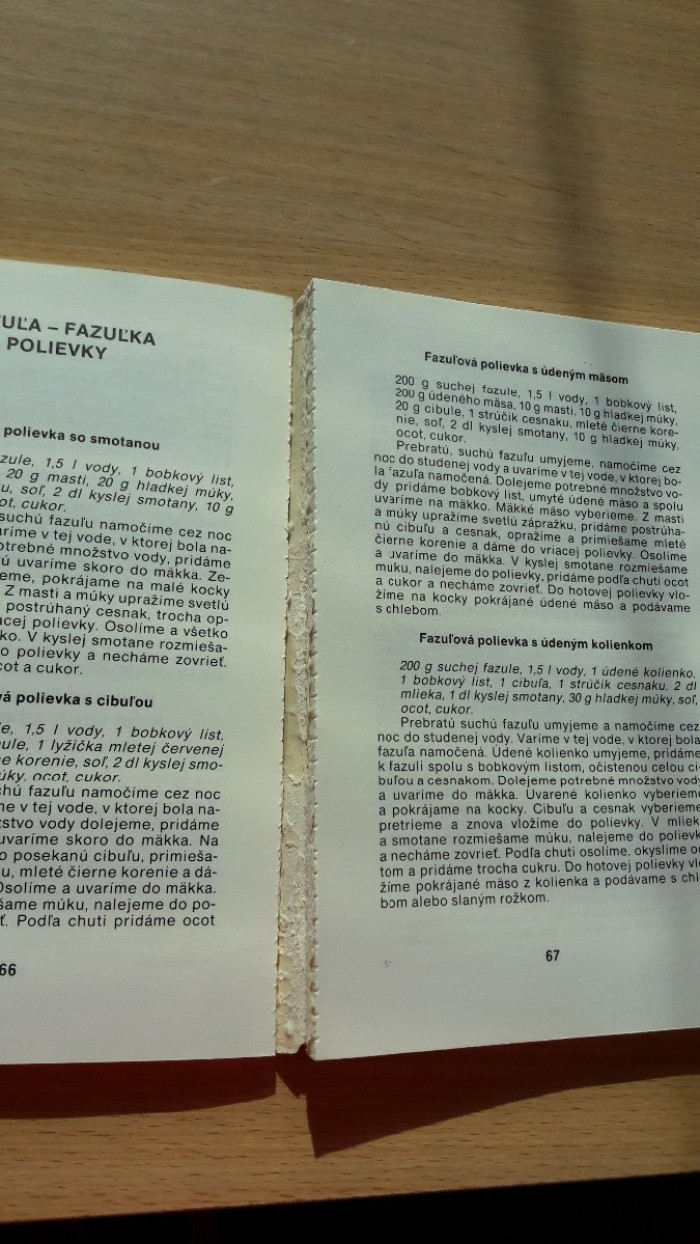 FAZUĽKA
POLIEVKY
polievka so smotanou
1,5 l vody, 1 bobkový list,
20 g masti, 20 g hladkej múky,
soľ, 2 dl kyslej smotany, 10 g
cukor.
suchú fazuľu namočíme cez noc
v tej vode, v ktorej bola na-
množstvo vody, pridáme
uvaríme skoro do mäkka. Ze-
pokrájame na malé kocky
Z masti a múky upražíme svetlú
postrúhaný cesnak, trocha op-
polievky. Osolíme a všetko
V kyslej smotane rozmieša-
polievky a necháme zovrieť.
a cukor.
polievka s cibuľou
1,5 l vody, 1 bobkový list,
1 lyžička mletej červenej
korenie, soľ, 2 dl kyslej smo-
ocot, cukor.
fazuľu namočíme cez noc
v tej vode, v ktorej bola na-
vody dolejeme, pridáme
uvaríme skoro do mäkka. Na
posekanú cibuľu, primieša-
mleté čierne korenie a dá-
Osolíme a uvaríme do mäkka.
múku, nalejeme do po-
Podľa chuti pridáme ocot
66
Fazuľová polievka s údeným mäsom
200 g suchej fazule, 1,5 l vody, 1 bobkový list,
200 g údeného mäsa, 10 g masti, 10 g hladkej múky,
20 g cibule, 1 strúčik cesnaku, mleté čierne kore-
nie, soľ, 2 dl kyslej smotany, 10 g hladkej múky,
ocot, cukor.
Prebratú, suchú fazuľu umyjeme, namočíme cez
noc do studenej vody a uvaríme v tej vode, v ktorej bo-
la fazuľa namočená. Dolejeme potrebné množstvo vo-
dy pridáme bobkový list, umyté údené mäso a spolu
uvaríme na mäkko. Mäkké mäso vyberieme. Z masti
a múky upražíme svetlú zápražku, pridáme postrúha-
nú cibuľu a cesnak, opražíme a primiešame mleté
čierne korenie a dáme do vriacej polievky. Osolíme
a uvaríme do mäkka. V kyslej smotane rozmiešame
múku, nalejeme do polievky, pridáme podľa chuti ocot
a cukor a necháme zovrieť. Do hotovej polievky vlo-
žíme na kocky pokrájané údené mäso a podávame
s chlebom.
Fazuľová polievka s údeným kolienkom
200 g suchej fazule, 1,5 l vody, 1 údené kolienko,
1 bobkový list, 1 cibuľa, 1 strúčik cesnaku, 2 dl
mlieka, 1 dl kyslej smotany, 30 g hladkej múky, soľ,
ocot, cukor.
Prebratú suchú fazuľu umyjeme a namočíme cez
noc do studenej vody. Varíme v tej vode, v ktorej bola
fazuľa namočená. Údené kolienko umyjeme, pridáme
k fazuli spolu s bobkovým listom, očistenou celou ci-
buľou a cesnakom. Dolejeme potrebné množstvo vody
a uvaríme do mäkka. Uvarené kolienko vyberieme
a pokrájame na kocky. Cibuľu a cesnak vyberieme
pretrieme a znova vložíme do polievky. V mliek
a smotane rozmiešame múku, nalejeme do polievk
a necháme zovrieť. Podľa chuti osolíme, okyslíme oc
tom a pridáme trocha cukru. Do hotovej polievky vlo
žíme pokrájané mäso z kolienka a podávame s chle
bom alebo slaným rožkom.
67